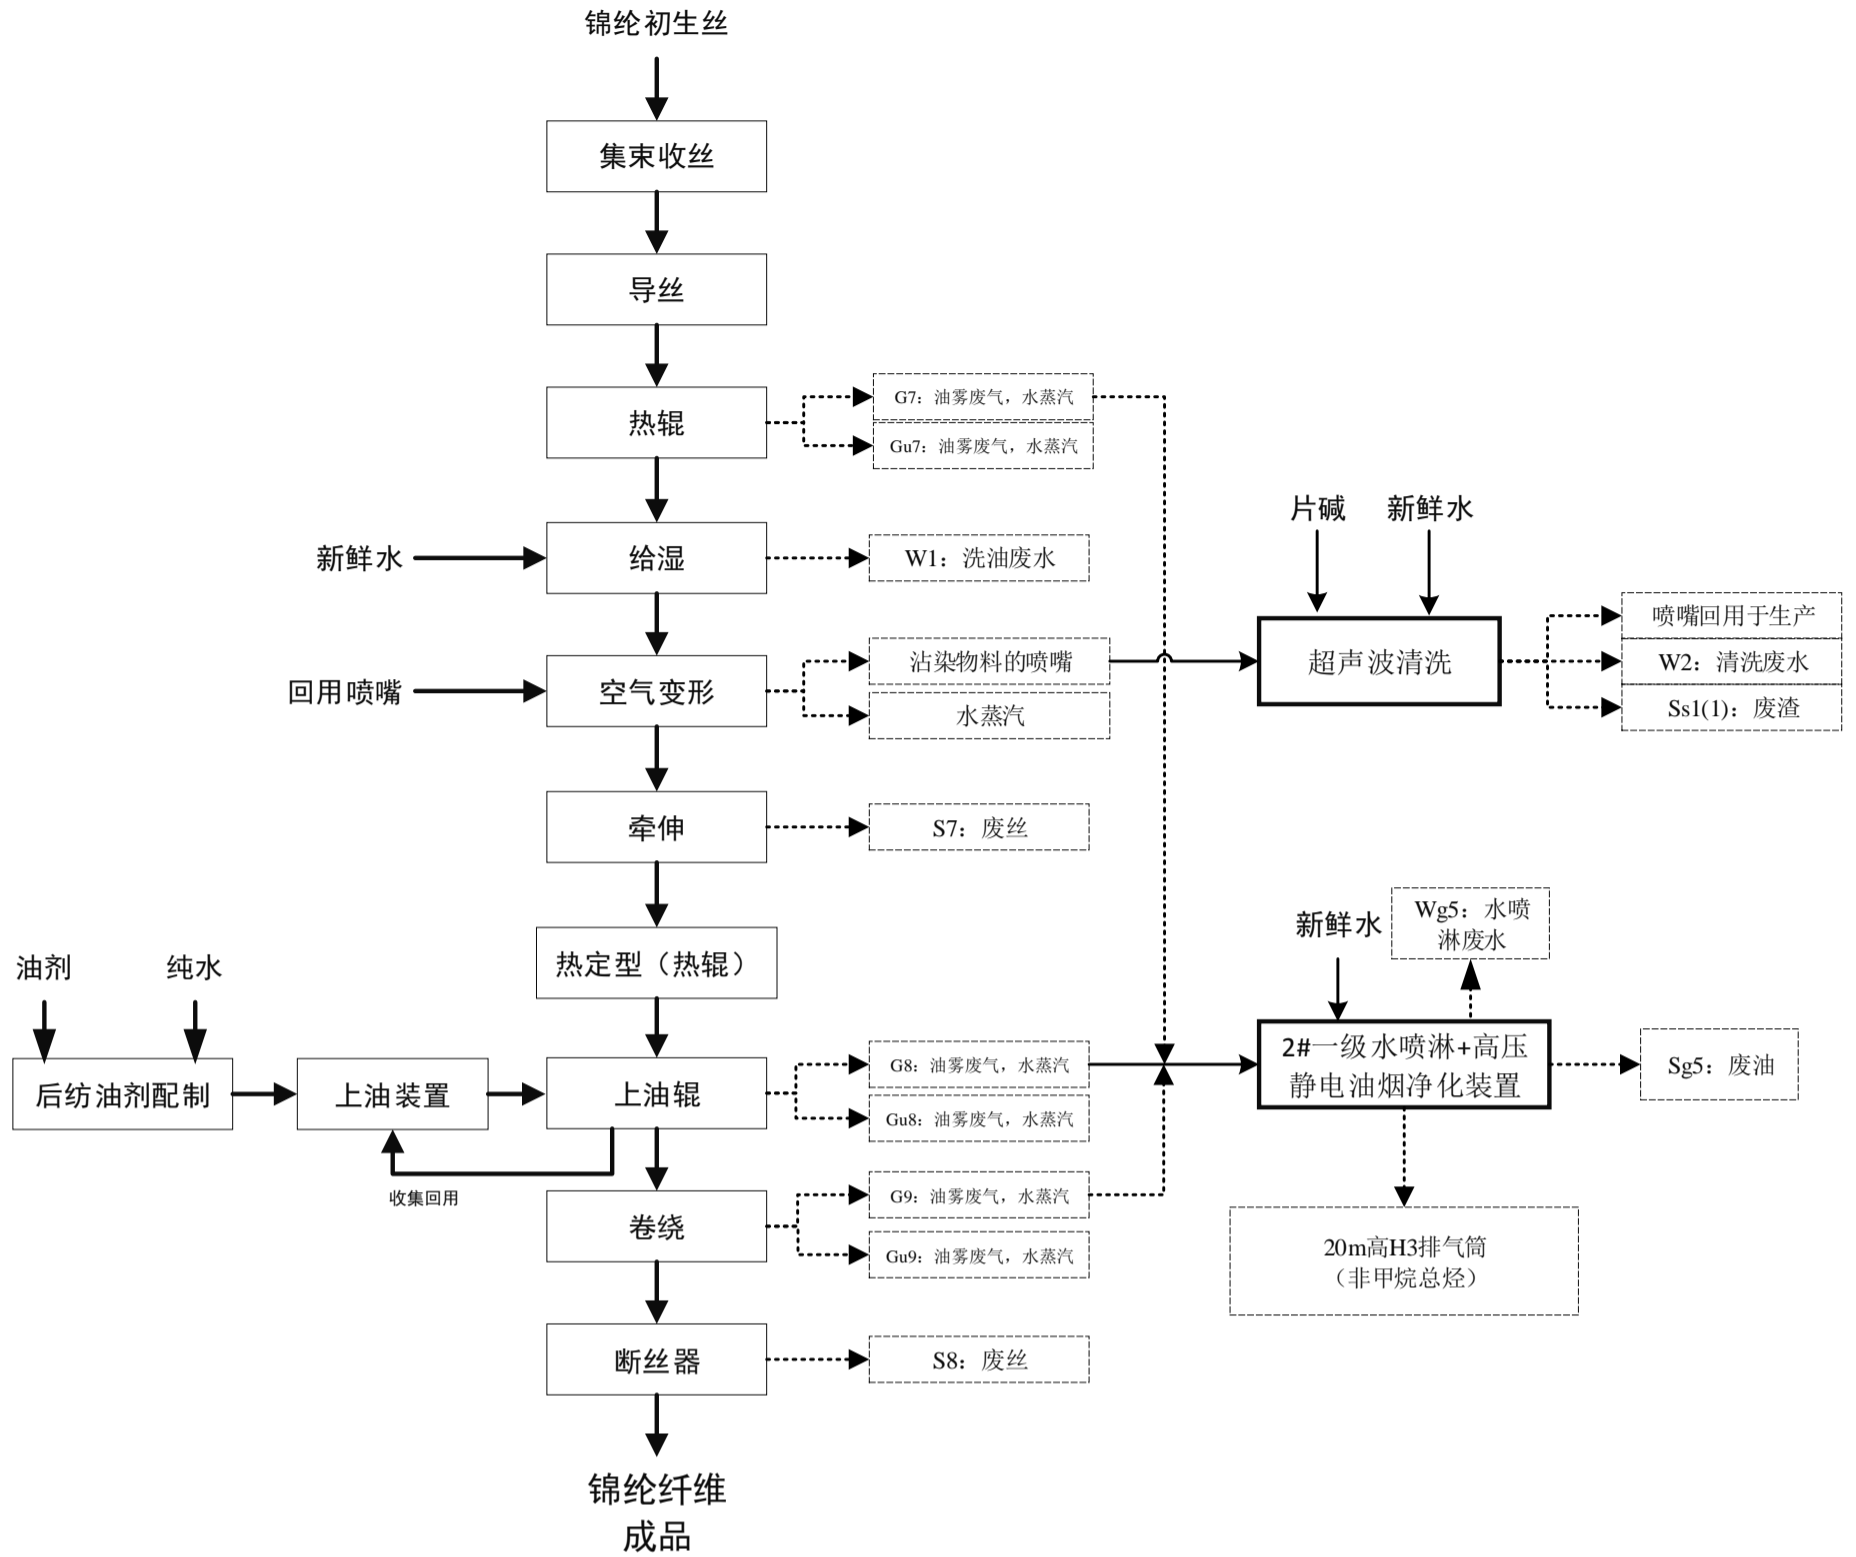 锦纶初生丝
集束收丝
导丝
热辊
G7：油雾废气，水蒸汽
Gu7：油雾废气，水蒸汽
片碱
新鲜水
新鲜水
给湿
W1：洗油废水
回用喷嘴
空气变形
沾染物料的喷嘴
水蒸汽
超声波清洗
喷嘴回用于生产
W2：清洗废水
Ss1(1)：废渣
牵伸
S7：废丝
热定型（热辊）
新鲜水
Wg5：水喷
淋废水
油剂
纯水
后纺油剂配制
上油装置
上油辊
收集回用
G8：油雾废气，水蒸汽
Gu8：油雾废气，水蒸汽
2#一级水喷淋+高压
静电油烟净化装置
Sg5：废油
卷绕
G9：油雾废气，水蒸汽
Gu9：油雾废气，水蒸汽
20m高H3排气筒
（非甲烷总烃）
断丝器
S8：废丝
锦纶纤维
成品